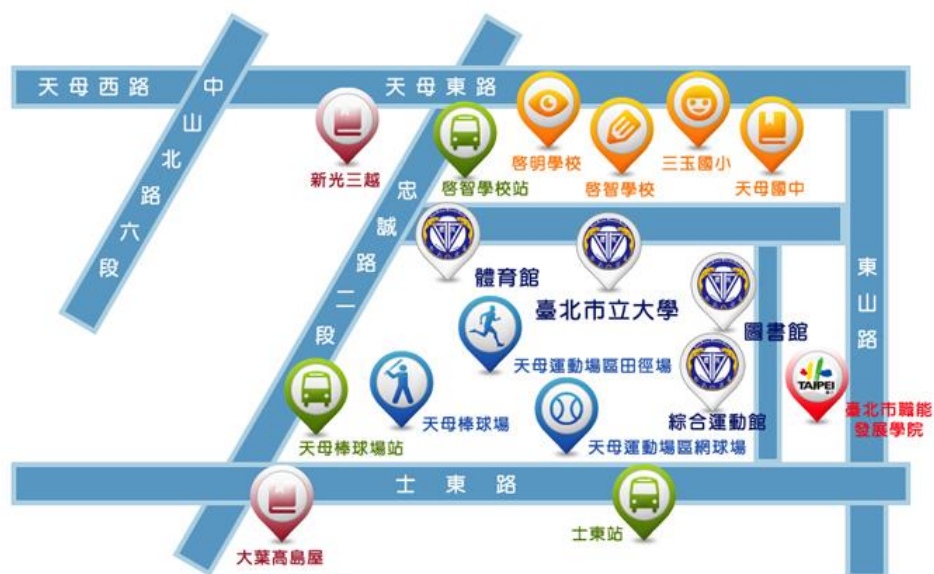 天母西路
中山北路六段
天母東路
新光三越
啓智學校站
啓明學校
啓智學校
三玉國小
天母國中
忠誠路二段
體育館
臺北市立大學
圖書館
東山路
天母運動場區田徑場
TAIPEI
臺北市職能
發展學院
天母棒球場站
天母棒球場
綜合運動館
天母運動場區網球場
士東路
大葉高島屋
士東站